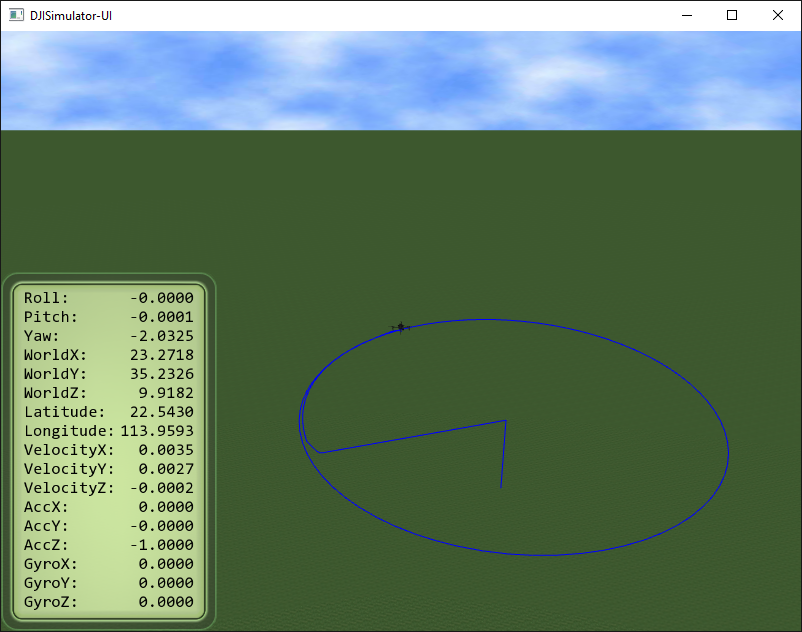 DJISimulator-UI
Roll: -0.0000
Pitch: -0.0001
Yaw: -2.0325
WorldX: 23.2718
WorldY: 35.2326
WorldZ: 9.9182
Latitude: 22.5430
Longitude: 113.9593
VelocityX: 0.0035
VelocityY: 0.0027
VelocityZ: -0.0002
AccX: 0.0000
AccY: -0.0000
AccZ: -1.0000
GyroX: 0.0000
GyroY: 0.0000
GyroZ: 0.0000